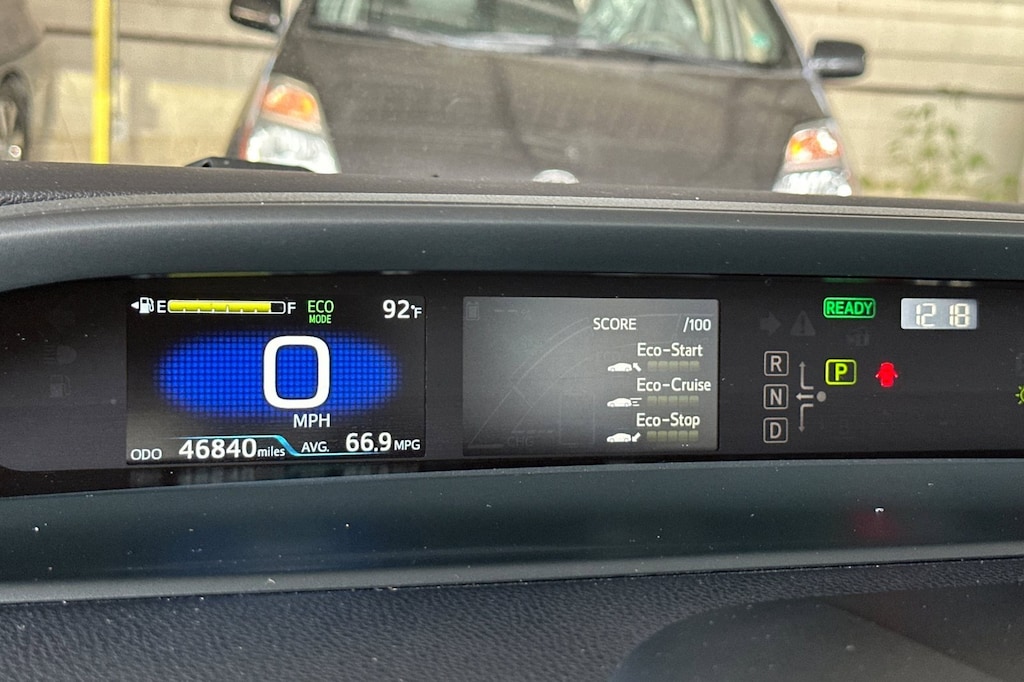 E F ECO MODE 92°F
0
MPH
ODO 46840 miles AVG. 66.9 MPG
SCORE /100
Eco-Start
Eco-Cruise
Eco-Stop
READY 12 18
R
N
D
P